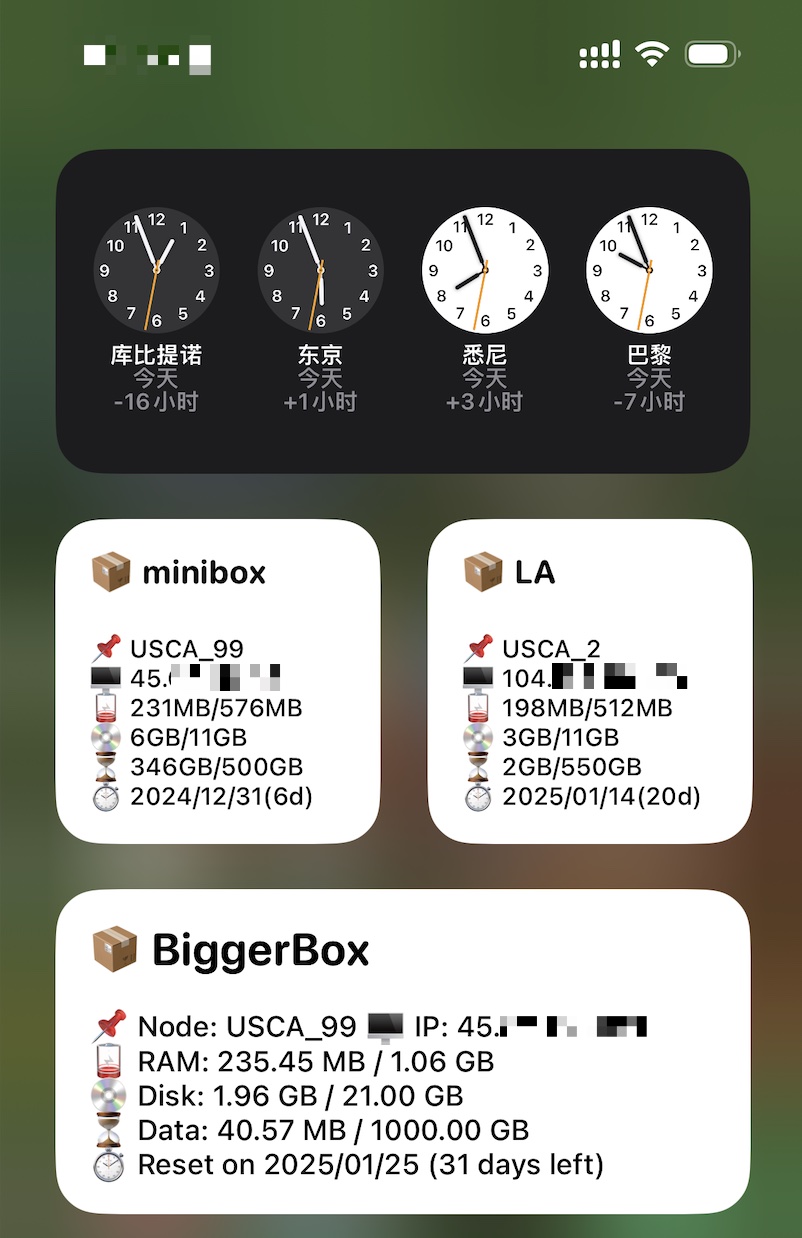 12 1 2 3 4 5 6 7 8 9 10 11
12 1 2 3 4 5 6 7 8 9 10 11
12 1 2 3 4 5 6 7 8 9 10 11
12 1 2 3 4 5 6 7 8 9 10 11
库比提诺 东京 悉尼 巴黎
今天 今天 今天 今天
-16小时 +1小时 +3小时 -7小时
minibox
USCA_99
45.
231MB/576MB
6GB/11GB
346GB/500GB
2024/12/31(6d)
LA
USCA_2
104.
198MB/512MB
3GB/11GB
2GB/550GB
2025/01/14(20d)
BiggerBox
Node: USCA_99 IP: 45.
RAM: 235.45 MB / 1.06 GB
Disk: 1.96 GB / 21.00 GB
Data: 40.57 MB / 1000.00 GB
Reset on 2025/01/25 (31 days left)